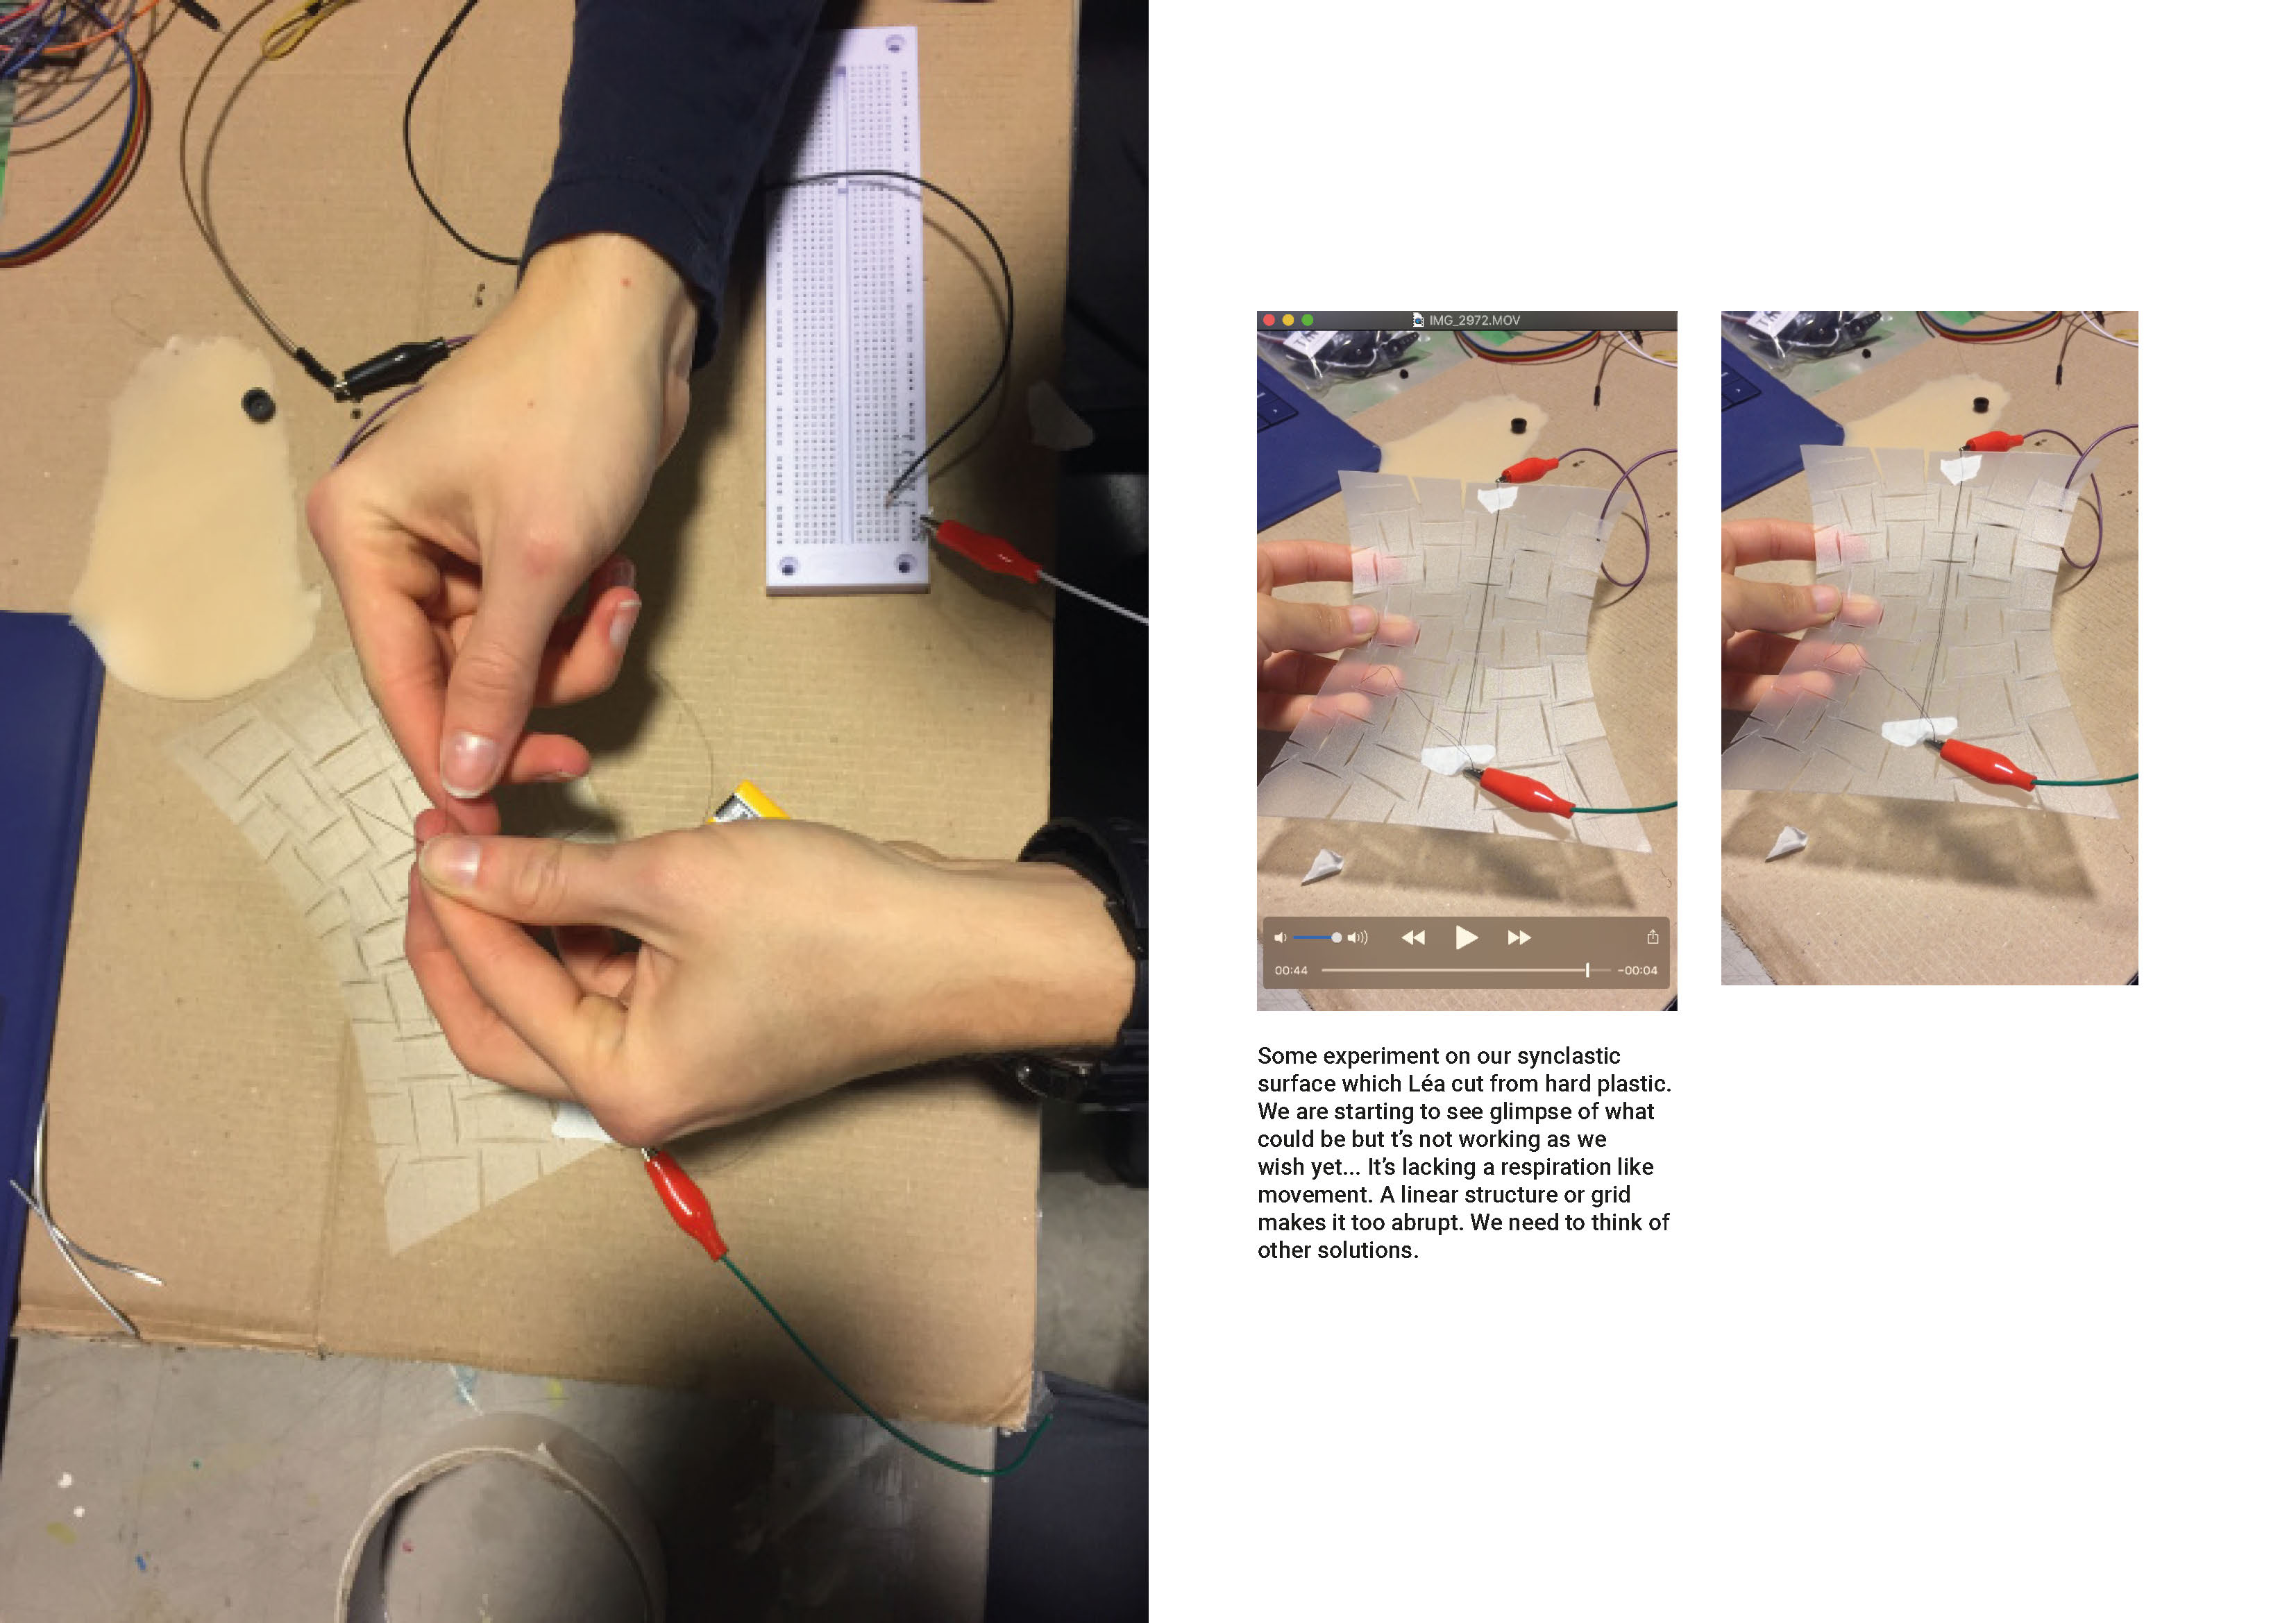 IMG_2972.MOV
00:44
-00:04
Some experiment on our synclastic
surface which Léa cut from hard plastic.
We are starting to see glimpse of what
could be but t’s not working as we
wish yet... It’s lacking a respiration like
movement. A linear structure or grid
makes it too abrupt. We need to think of
other solutions.